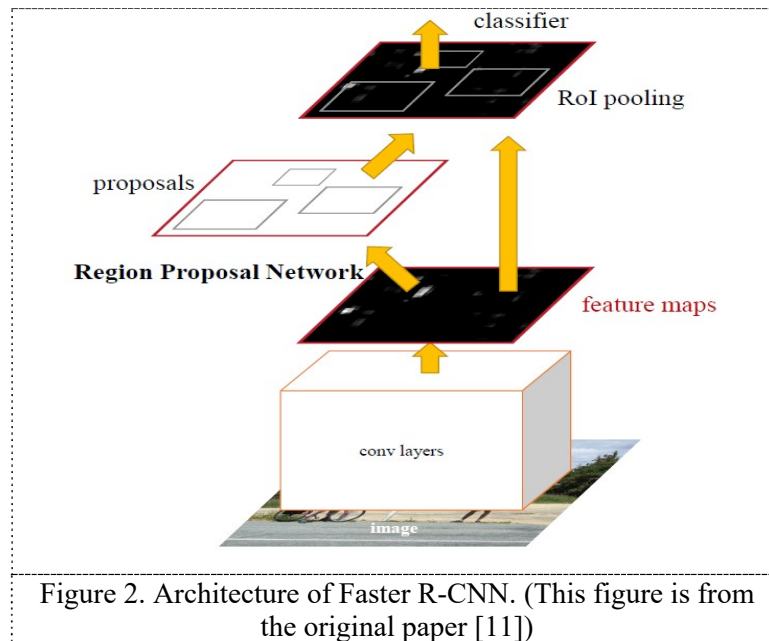 classifier
RoI pooling
proposals
Region Proposal Network
feature maps
conv layers
image
Figure 2. Architecture of Faster R-CNN. (This figure is from
the original paper [11])